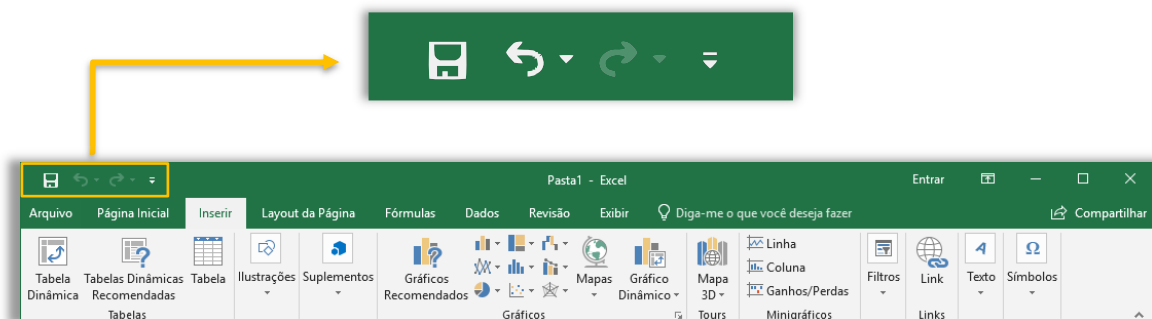 Pasta1 - Excel
Entrar
Arquivo Página Inicial Inserir Layout da Página Fórmulas Dados Revisão Exibir Diga-me o que você deseja fazer Compartilhar
Tabela Dinâmica
Tabelas Dinâmicas Recomendadas
Tabela
Ilustrações
Suplementos
Gráficos Recomendados
Mapas
Gráfico Dinâmico
Mapa 3D
Linha
Coluna
Ganhos/Perdas
Filtros
Link
Texto
Símbolos
Tabelas
Gráficos
Tours
Minigráficos
Links